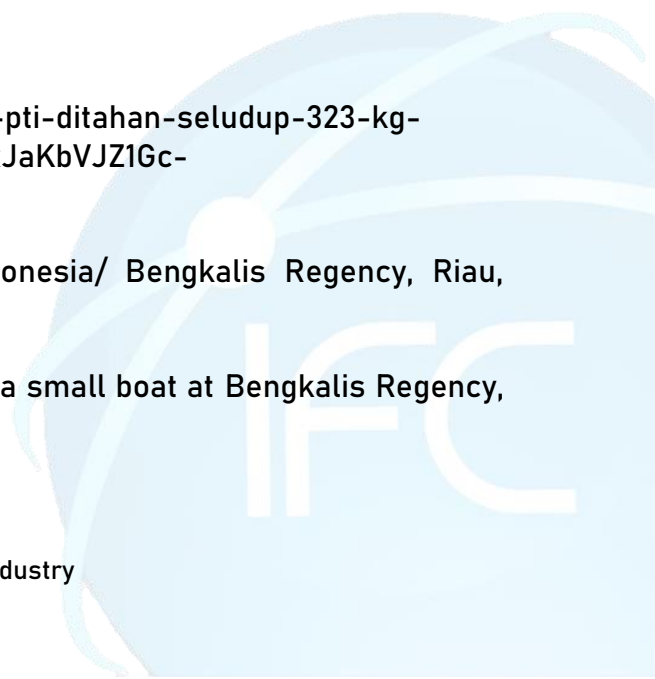 -pti-ditahan-seludup-323-kg-
JaKbVJZ1Gc-
onesia/ Bengkalis Regency, Riau,
a small boat at Bengkalis Regency,
IFC
dustry